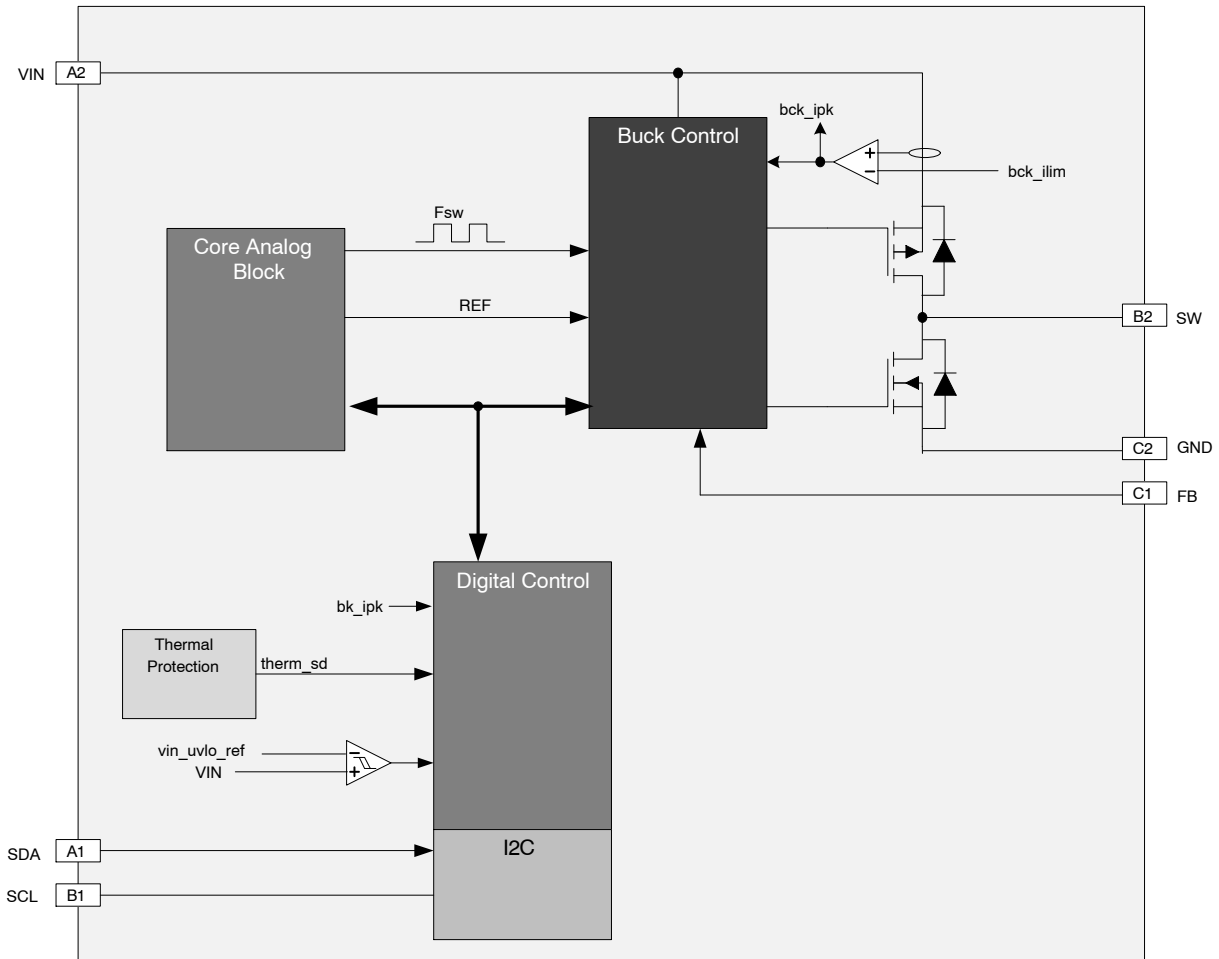 VIN
A2
bck_ipk
Buck Control
+
−
bck_ilim
Fsw
Core Analog
Block
REF
B2
SW
C2
GND
C1
FB
Digital Control
bk_ipk
Thermal
Protection
therm_sd
vin_uvlo_ref
−
VIN
+
SDA
A1
I2C
SCL
B1